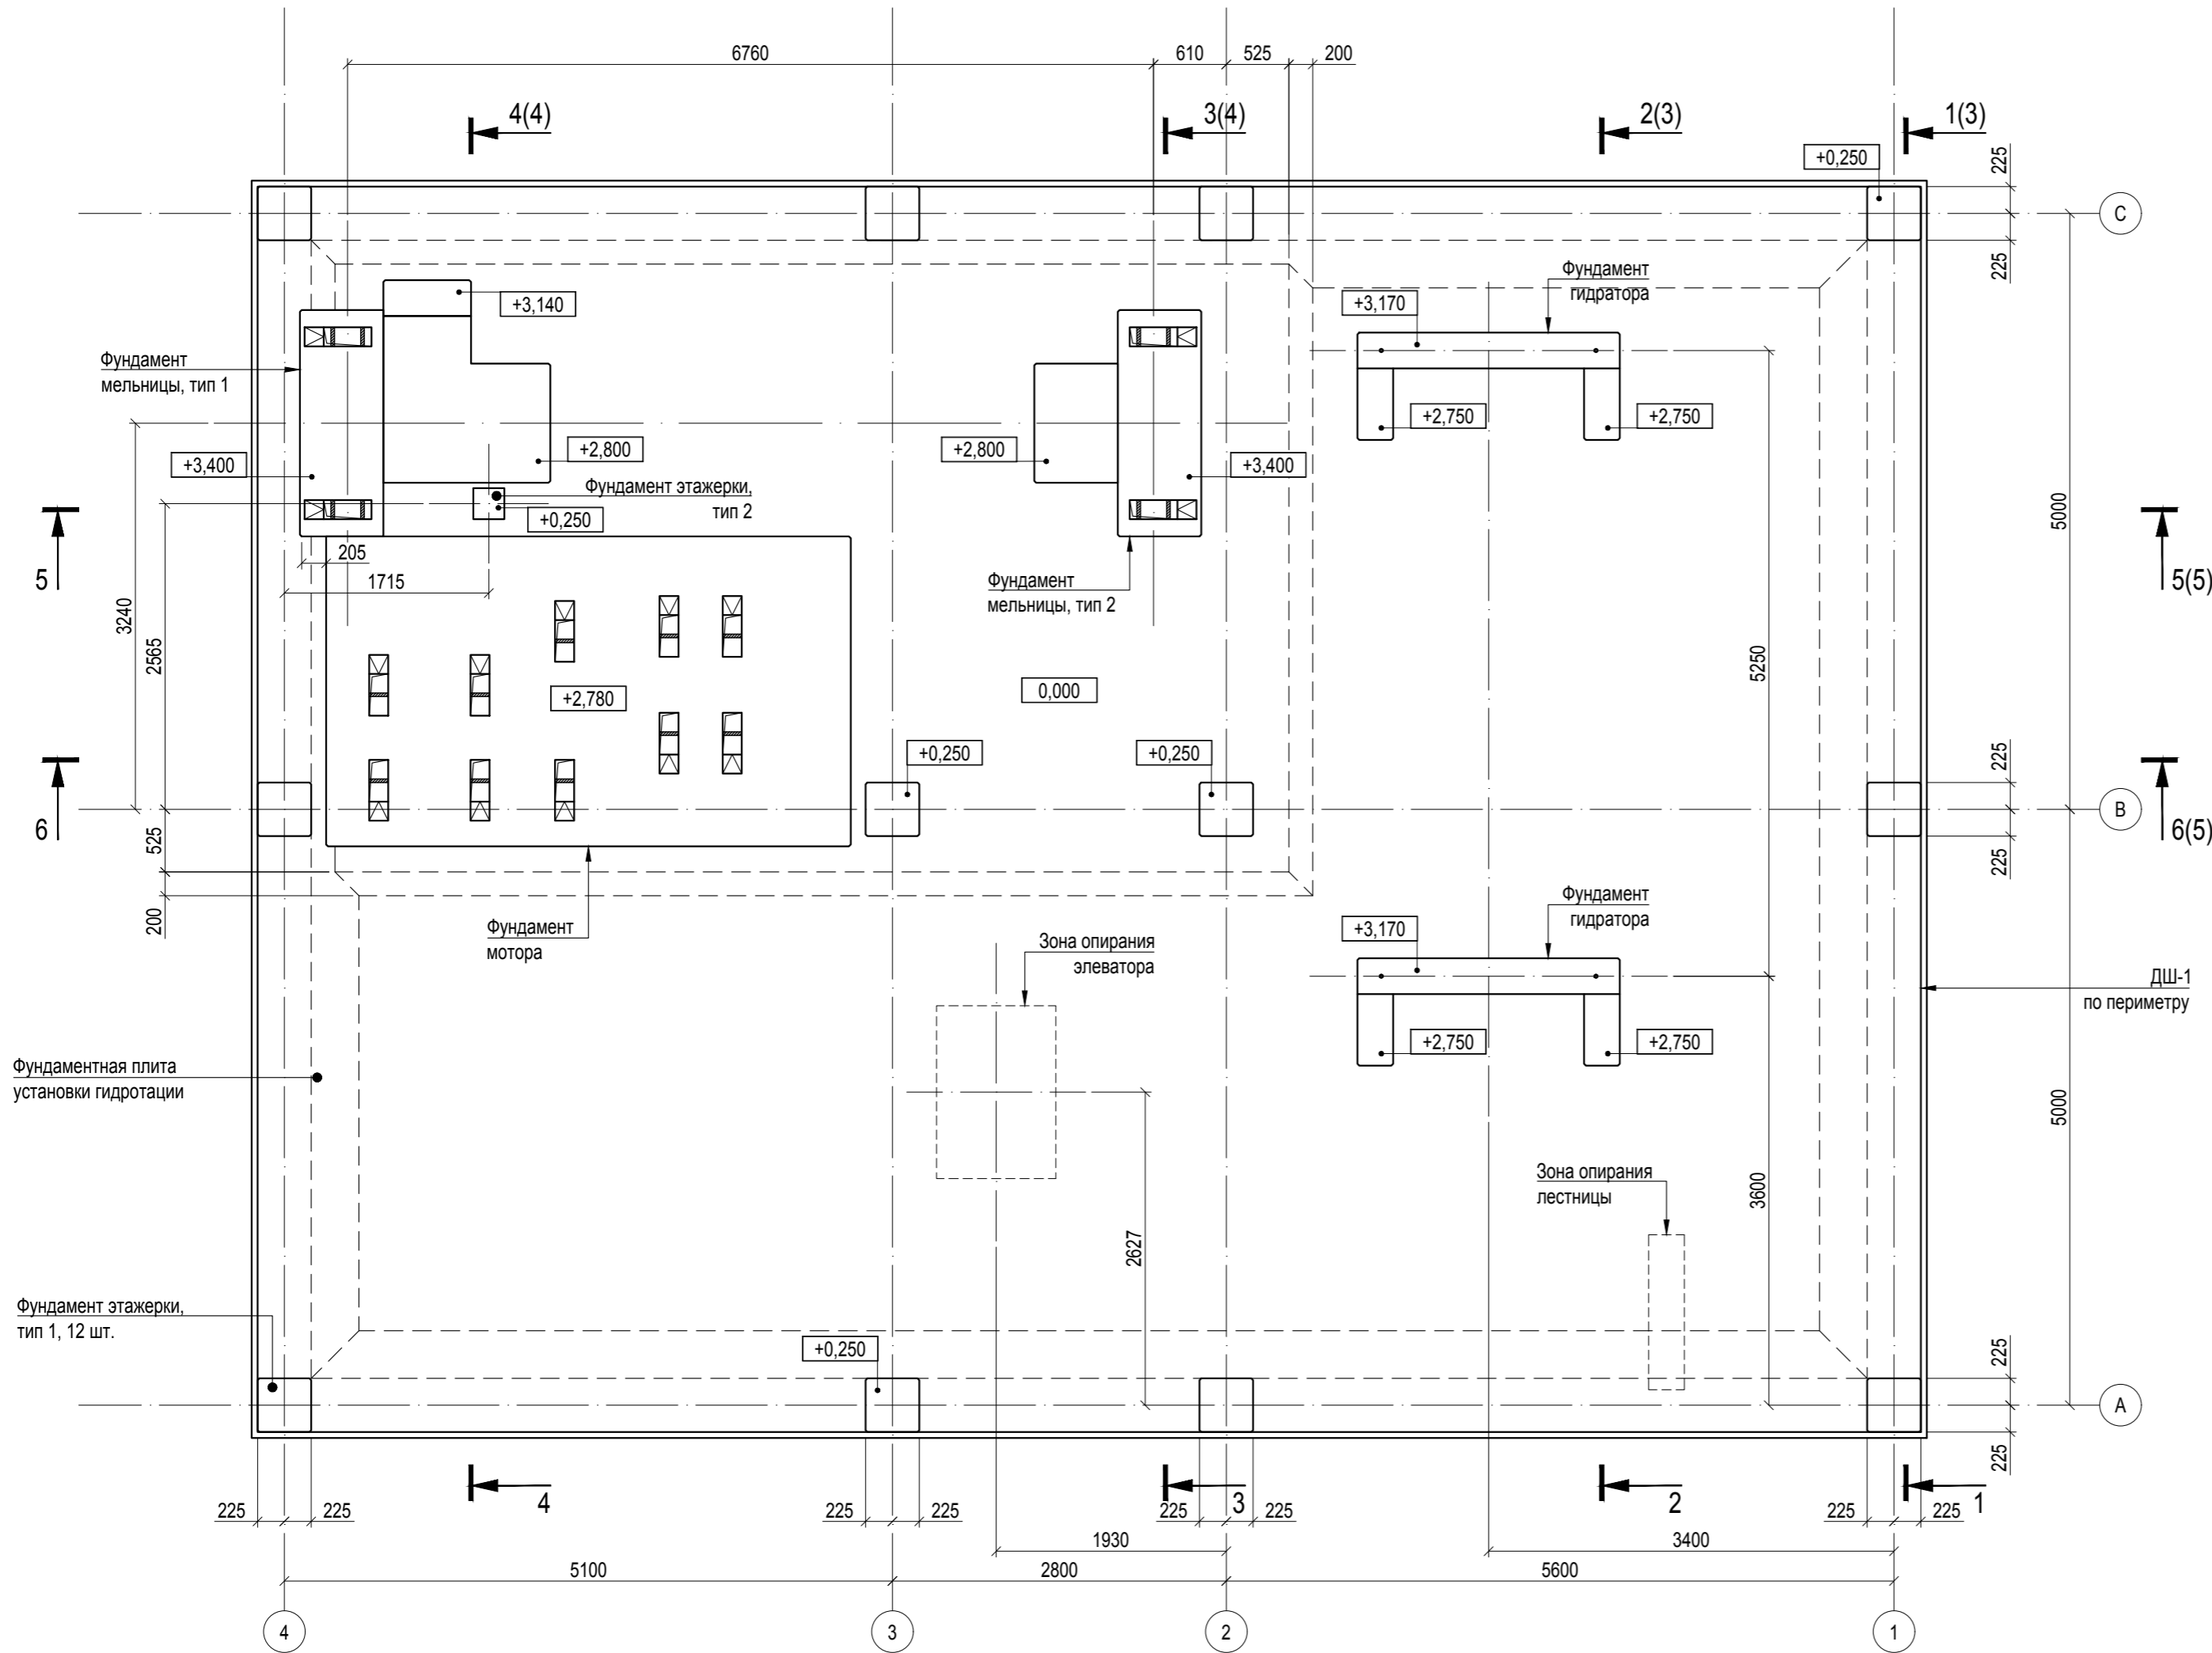 6760
610
525
200
4(4)
3(4)
2(3)
1(3)
+0,250
225
C
225
Фундамент
гидратора
+3,140
+3,170
Фундамент
мельницы, тип 1
+2,750
+2,750
+3,400
+2,800
+2,800
+3,400
Фундамент этажерки,
тип 2
+0,250
5000
205
1715
5
5(5)
Фундамент
мельницы, тип 2
3240
2565
5250
+2,780
0,000
+0,250
+0,250
225
B
225
6
6(5)
525
200
Фундамент
мотора
Фундамент
гидратора
+3,170
Зона опирания
элеватора
ДШ-1
по периметру
+2,750
+2,750
Фундаментная плита
установки гидротации
5000
3600
Зона опирания
лестницы
2627
Фундамент этажерки,
тип 1, 12 шт.
+0,250
225
A
225
4
3
2
1
225
225
225
225
225
225
225
225
1930
3400
5100
2800
5600
4
3
2
1